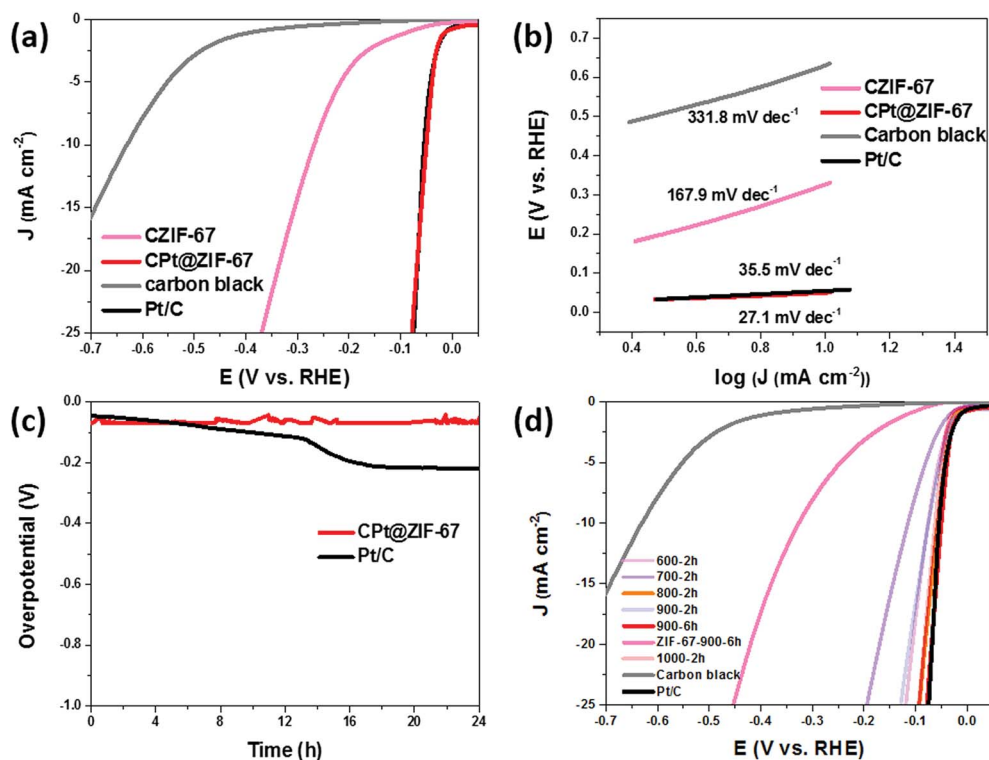 (a)
0
-5
-10
-15
-20
-25
J (mA cm-2)
CZIF-67
CPt@ZIF-67
carbon black
Pt/C
-0.7 -0.6 -0.5 -0.4 -0.3 -0.2 -0.1 0.0
E (V vs. RHE)
(b)
0.7
0.6
0.5
0.4
0.3
0.2
0.1
0.0
E (V vs. RHE)
CZIF-67
CPt@ZIF-67
Carbon black
Pt/C
331.8 mV dec-1
167.9 mV dec-1
35.5 mV dec-1
27.1 mV dec-1
0.4 0.6 0.8 1.0 1.2 1.4
log (J (mA cm-2))
(c)
0.0
-0.2
-0.4
-0.6
-0.8
-1.0
Overpotential (V)
CPt@ZIF-67
Pt/C
0 4 8 12 16 20 24
Time (h)
(d)
0
-5
-10
-15
-20
-25
J (mA cm-2)
600-2h
700-2h
800-2h
900-2h
900-6h
ZIF-67-900-6h
1000-2h
Carbon black
Pt/C
-0.7 -0.6 -0.5 -0.4 -0.3 -0.2 -0.1 0.0
E (V vs. RHE)